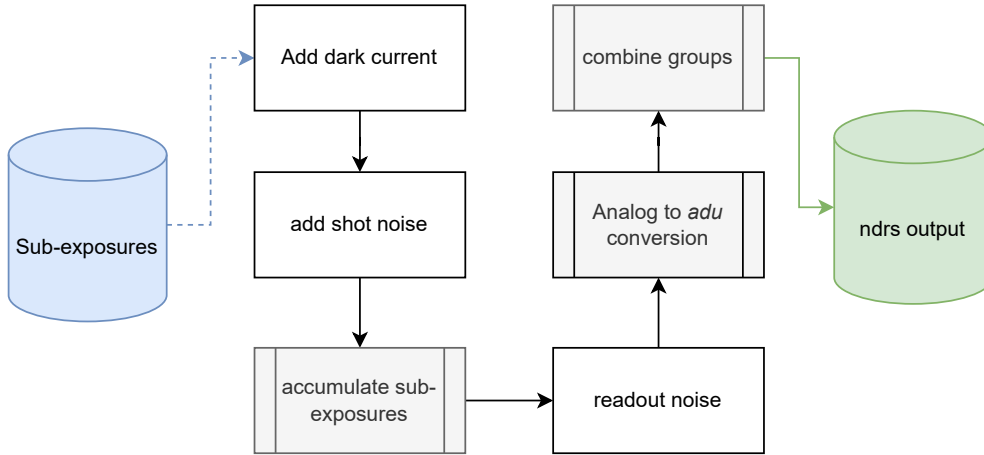 Sub-exposures
Add dark current
add shot noise
accumulate sub-
exposures
readout noise
Analog to adu
conversion
combine groups
ndrs output